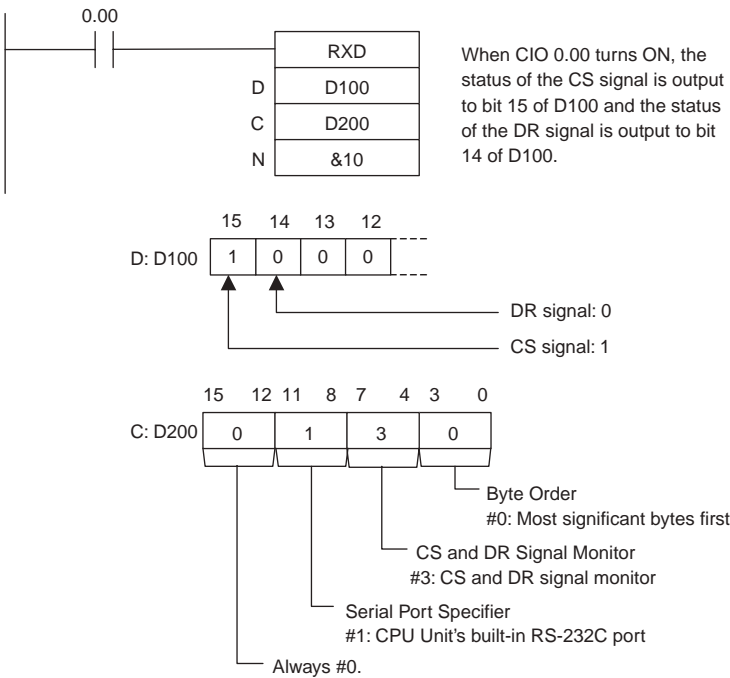 0.00
RXD
D D100
C D200
N &10
When CIO 0.00 turns ON, the
status of the CS signal is output
to bit 15 of D100 and the status
of the DR signal is output to bit
14 of D100.
15 14 13 12
D: D100 1 0 0 0
DR signal: 0
CS signal: 1
15 12 11 8 7 4 3 0
C: D200 0 1 3 0
Byte Order
#0: Most significant bytes first
CS and DR Signal Monitor
#3: CS and DR signal monitor
Serial Port Specifier
#1: CPU Unit's built-in RS-232C port
Always #0.